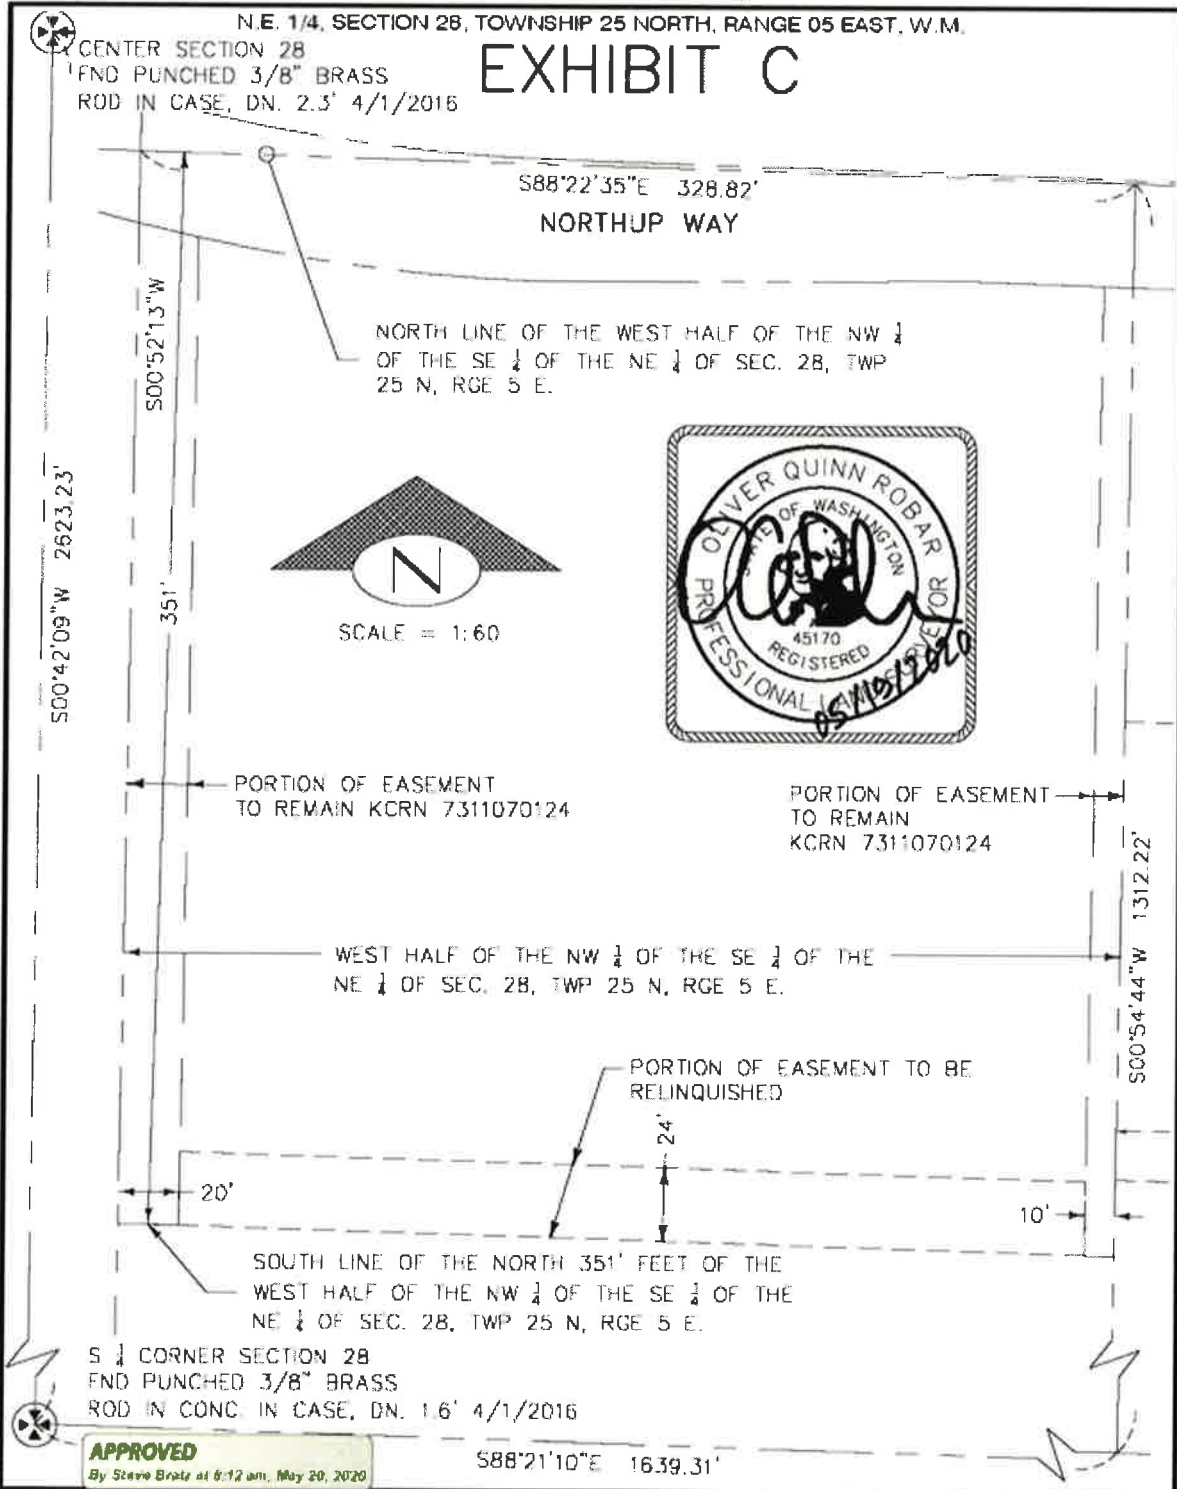 N.E. 1/4, SECTION 28, TOWNSHIP 25 NORTH, RANGE 05 EAST, W.M.
EXHIBIT C
CENTER SECTION 28
FND PUNCHED 3/8" BRASS
ROD IN CASE, DN. 2.3' 4/1/2016
S88°22'35"E 328.82'
NORTHUP WAY
S00°52'13"W
351'
S00°42'09"W 2623.23'
NORTH LINE OF THE WEST HALF OF THE NW ¼
OF THE SE ¼ OF THE NE ¼ OF SEC. 28, TWP
25 N, RGE 5 E.
N
SCALE = 1:60
OLIVER QUINN ROBAR
STATE OF WASHINGTON
45170
REGISTERED
PROFESSIONAL LAND SURVEYOR
05/19/2020
PORTION OF EASEMENT
TO REMAIN KCRN 7311070124
PORTION OF EASEMENT
TO REMAIN
KCRN 7311070124
S00°54'44"W 1312.22'
WEST HALF OF THE NW ¼ OF THE SE ¼ OF THE
NE ¼ OF SEC. 28, TWP 25 N, RGE 5 E.
PORTION OF EASEMENT TO BE
RELINQUISHED
24'
20'
10'
SOUTH LINE OF THE NORTH 351' FEET OF THE
WEST HALF OF THE NW ¼ OF THE SE ¼ OF THE
NE ¼ OF SEC. 28, TWP 25 N, RGE 5 E.
S ¼ CORNER SECTION 28
FND PUNCHED 3/8" BRASS
ROD IN CONC. IN CASE, DN. 1.6' 4/1/2016
S88°21'10"E 1639.31'
APPROVED
By Steve Bratz at 6:12 am, May 20, 2020